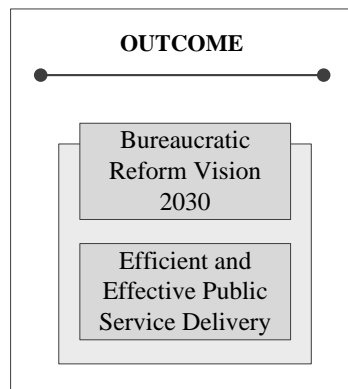 OUTCOME
Bureaucratic
Reform Vision
2030
Efficient and
Effective Public
Service Delivery